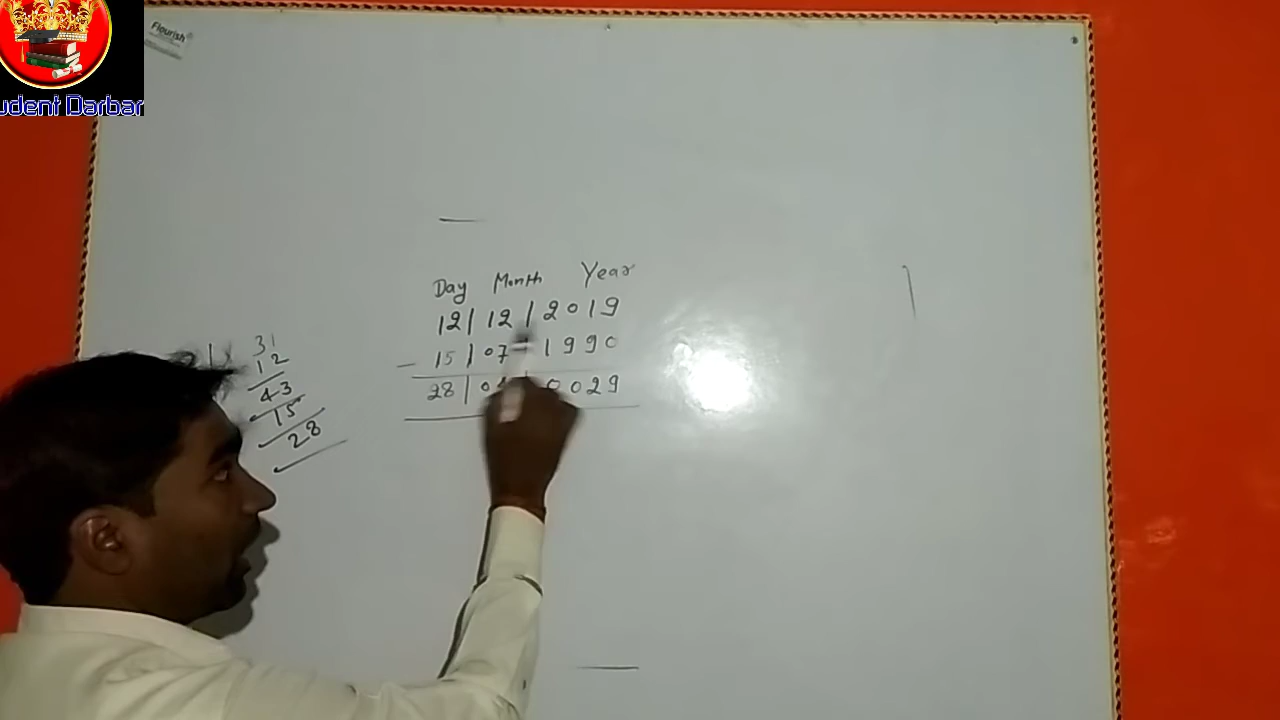 Flourish
udent Darbar
Day Month Year
12 | 12 | 2019
- 15 | 07 | 1990
28 | 0 0029
31
12
43
15
28